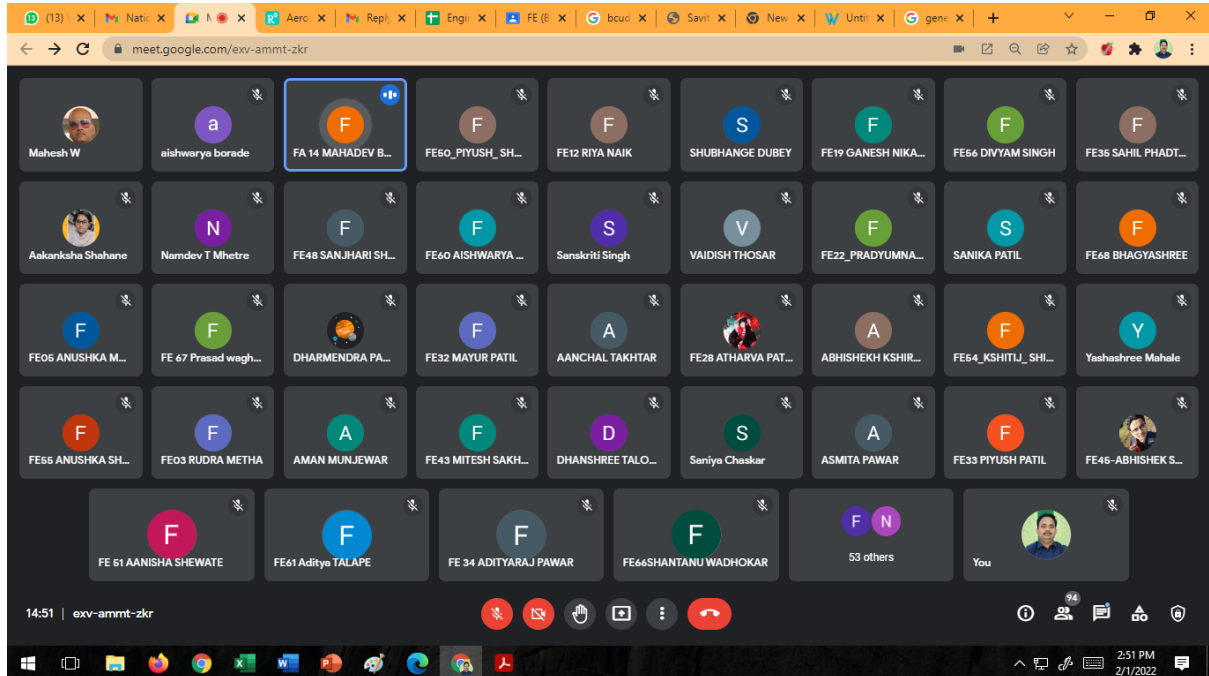 (13) \ Natic N Aero: Reply Engin FE (E bcud Savit New Untit gene
meet.google.com/exv-ammt-zkr
Mahesh W
a
aishwarya borade
F
FA 14 MAHADEV B...
F
FE50_PIYUSH_ SH...
F
FE12 RIYA NAIK
S
SHUBHANGE DUBEY
F
FE19 GANESH NIKA...
F
FE56 DIVYAM SINGH
F
FE35 SAHIL PHADT...
Aakanksha Shahane
N
Namdev T Mhetre
F
FE48 SANJHARI SH...
F
FE60 AISHWARYA ...
S
Sanskriti Singh
V
VAIDISH THOSAR
F
FE22_PRADYUMNA...
S
SANIKA PATIL
F
FE68 BHAGYASHREE
F
FE05 ANUSHKA M...
F
FE 67 Prasad wagh...
DHARMENDRA PA...
F
FE32 MAYUR PATIL
A
AANCHAL TAKHTAR
FE28 ATHARVA PAT...
A
ABHISHEKH KSHIR...
F
FE54_KSHITIJ_ SHI...
Y
Yashashree Mahale
F
FE55 ANUSHKA SH...
F
FE03 RUDRA METHA
A
AMAN MUNJEWAR
F
FE43 MITESH SAKH...
D
DHANSHREE TALO...
S
Saniya Chaskar
A
ASMITA PAWAR
F
FE33 PIYUSH PATIL
FE45-ABHISHEK S...
F
FE 51 AANISHA SHEWATE
F
FE61 Aditya TALAPE
F
FE 34 ADITYARAJ PAWAR
F
FE66SHANTANU WADHOKAR
F N
53 others
You
14:51 | exv-ammt-zkr
94
2:51 PM
2/1/2022